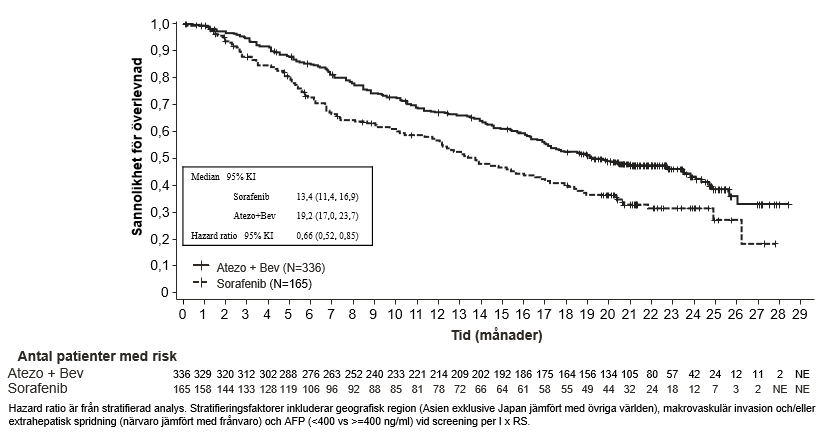 Sannolikhet för överlevnad
1,0
0,9
0,8
0,7
0,6
0,5
0,4
0,3
0,2
0,1
0
Median 95% KI
Sorafenib 13,4 (11,4, 16,9)
Atezo+Bev 19,2 (17,0, 23,7)
Hazard ratio 95% KI 0,66 (0,52, 0,85)
Atezo + Bev (N=336)
Sorafenib (N=165)
0 1 2 3 4 5 6 7 8 9 10 11 12 13 14 15 16 17 18 19 20 21 22 23 24 25 26 27 28 29
Tid (månader)
Antal patienter med risk
Atezo + Bev 336 329 320 312 302 288 276 263 252 240 233 221 214 209 202 192 186 175 164 156 134 105 80 57 42 24 12 11 2 NE
Sorafenib 165 158 144 133 128 119 106 96 92 88 85 81 78 72 66 64 61 58 55 49 44 32 24 18 12 7 3 2 NE NE
Hazard ratio är från stratifierad analys. Stratifieringsfaktorer inkluderar geografisk region (Asien exklusive Japan jämfört med övriga världen), makrovaskulär invasion och/eller
extrahepatisk spridning (närvaro jämfört med frånvaro) och AFP (<400 vs >=400 ng/ml) vid screening per I x RS.